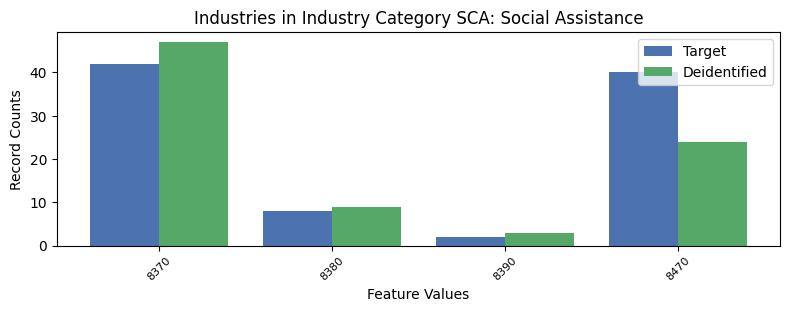 Industries in Industry Category SCA: Social Assistance
Target
Deidentified
Record Counts
40
30
20
10
0
8370
8380
8390
8470
Feature Values